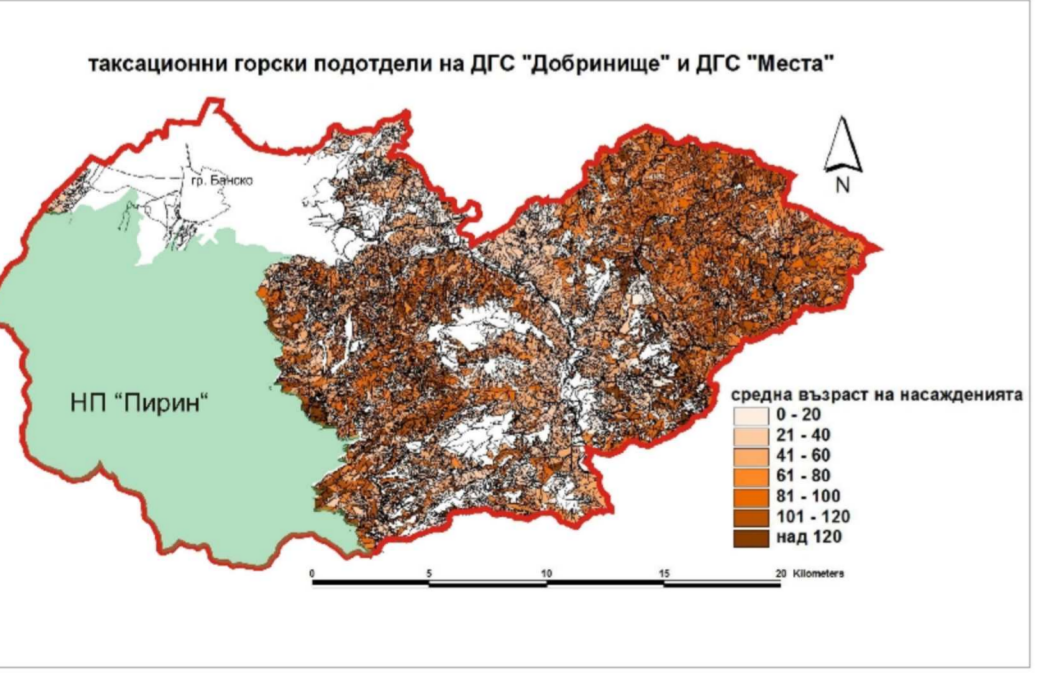 таксационни горски подотдели на ДГС "Добринище" и ДГС "Места"
гр. Банско
N
НП “Пирин“
средна възраст на насажденията
0 - 20
21 - 40
41 - 60
61 - 80
81 - 100
101 - 120
над 120
0 5 10 15 20 Kilometers